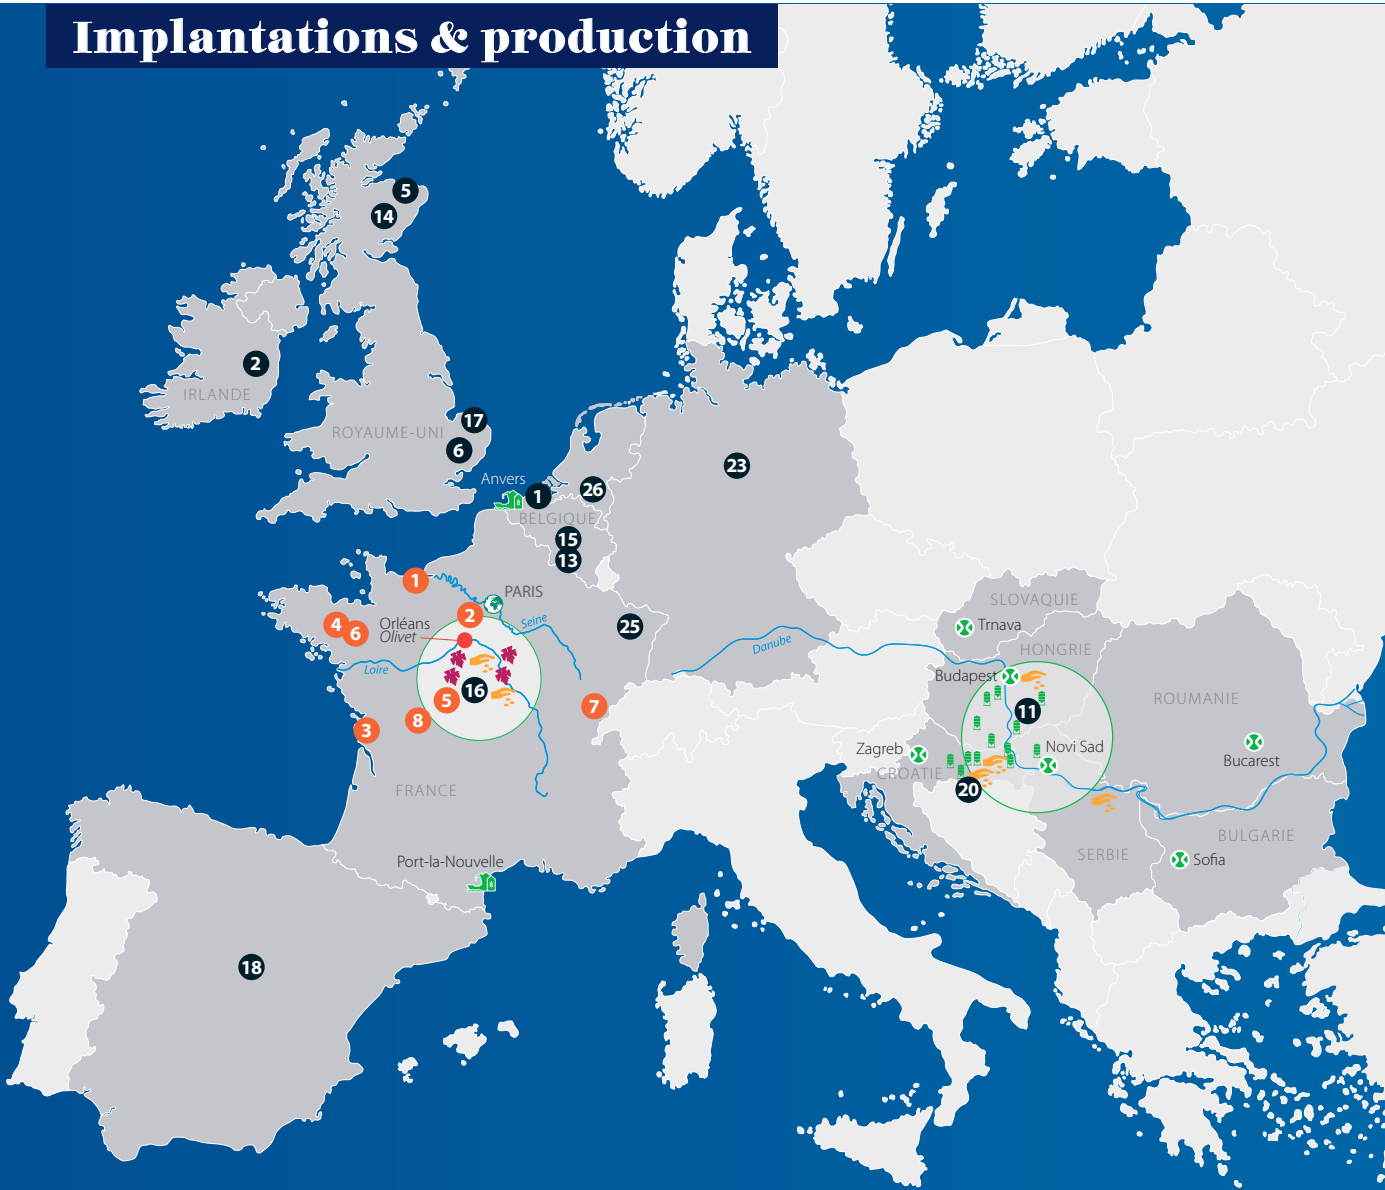 Implantations & production
5
14
2
IRLANDE
17
ROYAUME-UNI
6
23
Anvers
1
26
BELGIQUE
15
13
1
PARIS
2
Seine
4
6
Orléans
Olivet
25
Loire
16
5
8
3
7
FRANCE
Port-la-Nouvelle
18
Danube
SLOVAQUIE
Trnava
HONGRIE
Budapest
11
ROUMANIE
Zagreb
Novi Sad
CROATIE
20
Bucarest
BULGARIE
SERBIE
Sofia